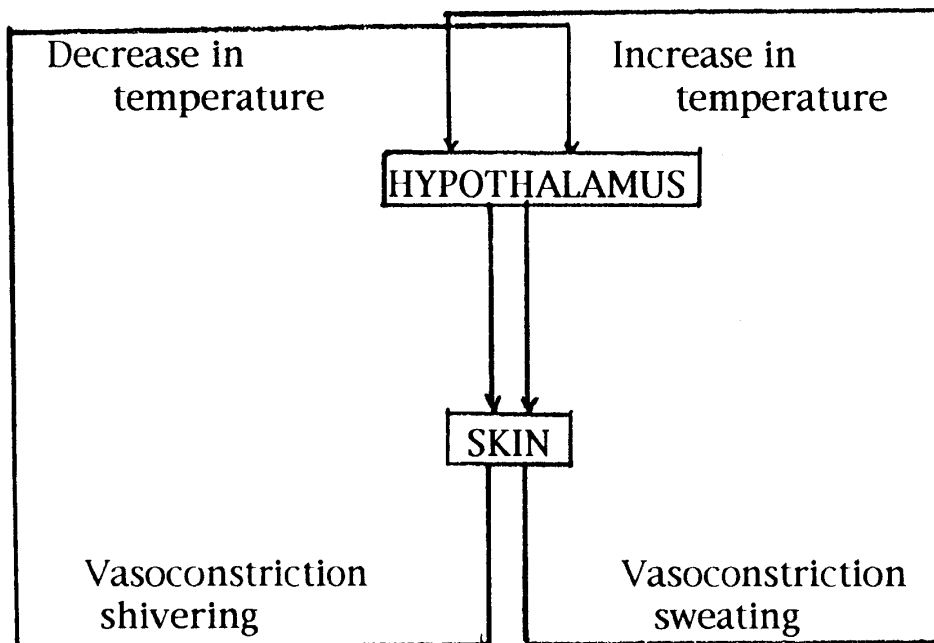 Decrease in
temperature
Increase in
temperature
HYPOTHALAMUS
SKIN
Vasoconstriction
shivering
Vasoconstriction
sweating